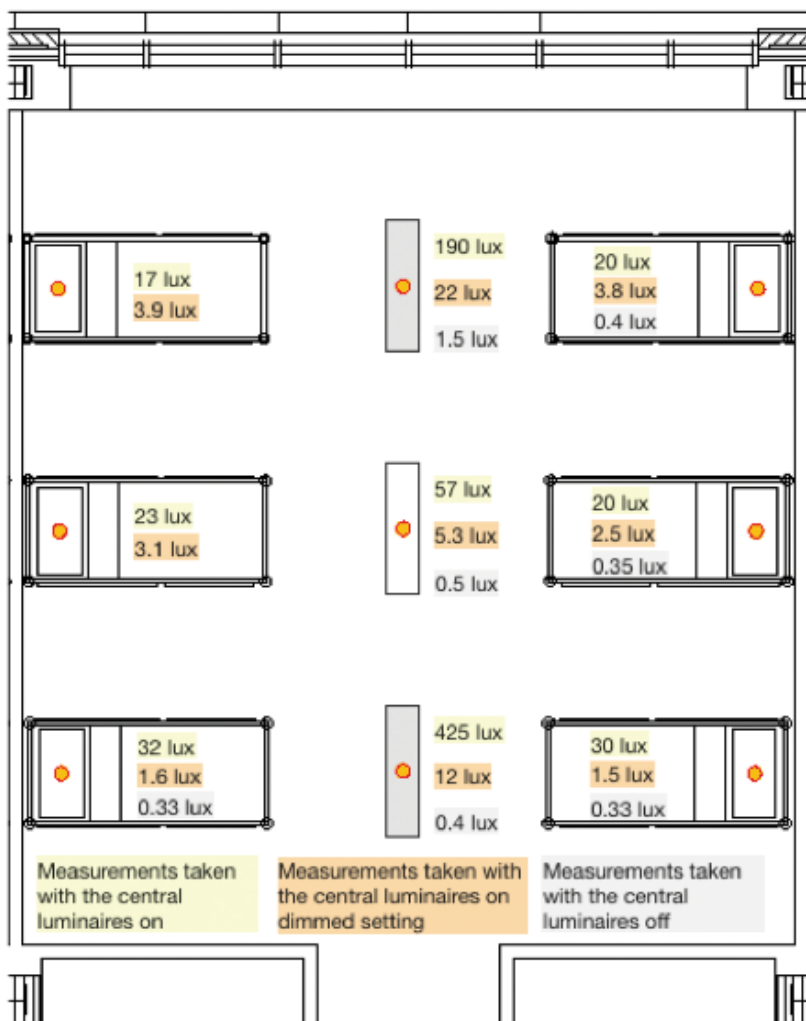 17 lux
3.9 lux
190 lux
22 lux
1.5 lux
20 lux
3.8 lux
0.4 lux
23 lux
3.1 lux
57 lux
5.3 lux
0.5 lux
20 lux
2.5 lux
0.35 lux
32 lux
1.6 lux
0.33 lux
425 lux
12 lux
0.4 lux
30 lux
1.5 lux
0.33 lux
Measurements taken
with the central
luminaires on
Measurements taken with
the central luminaires on
dimmed setting
Measurements taken
with the central
luminaires off